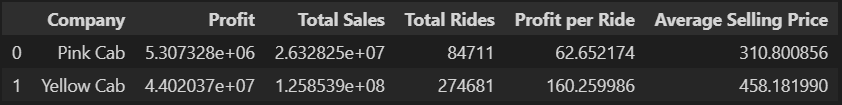 Company Profit Total Sales Total Rides Profit per Ride Average Selling Price
0 Pink Cab 5.307328e+06 2.632825e+07 84711 62.652174 310.800856
1 Yellow Cab 4.402037e+07 1.258539e+08 274681 160.259986 458.181990